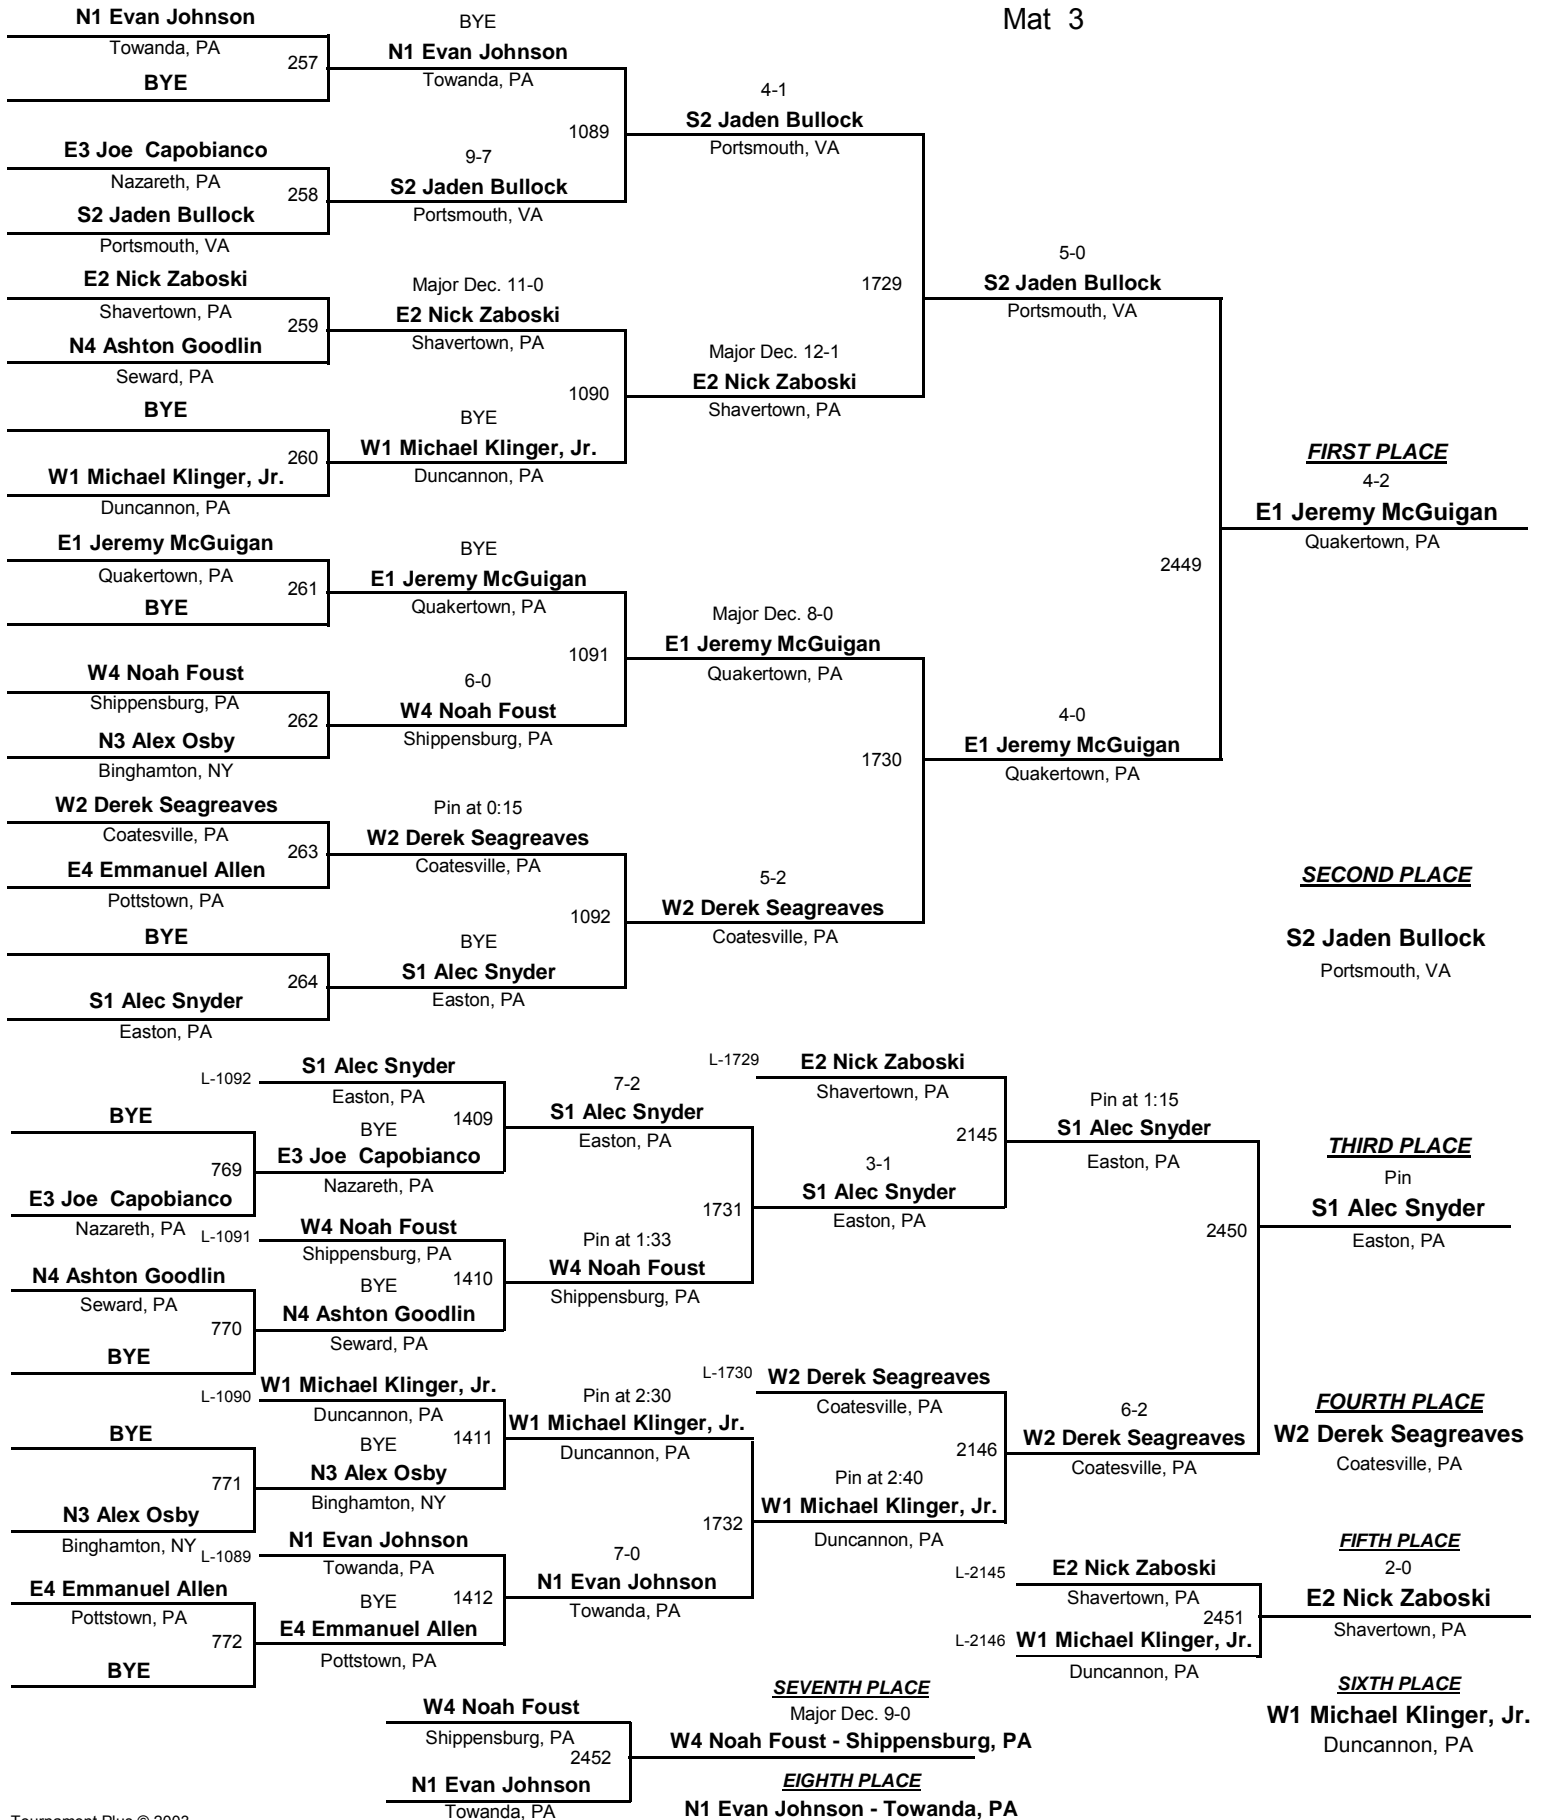 Mat 3
N1 Evan Johnson
Towanda, PA
257
BYE
BYE
N1 Evan Johnson
Towanda, PA
E3 Joe Capobianco
Nazareth, PA
258
S2 Jaden Bullock
Portsmouth, VA
9-7
S2 Jaden Bullock
Portsmouth, VA
1089
4-1
S2 Jaden Bullock
Portsmouth, VA
E2 Nick Zaboski
Shavertown, PA
259
N4 Ashton Goodlin
Seward, PA
Major Dec. 11-0
E2 Nick Zaboski
Shavertown, PA
BYE
260
W1 Michael Klinger, Jr.
Duncannon, PA
BYE
W1 Michael Klinger, Jr.
Duncannon, PA
1090
Major Dec. 12-1
E2 Nick Zaboski
Shavertown, PA
1729
5-0
S2 Jaden Bullock
Portsmouth, VA
E1 Jeremy McGuigan
Quakertown, PA
261
BYE
BYE
E1 Jeremy McGuigan
Quakertown, PA
W4 Noah Foust
Shippensburg, PA
262
N3 Alex Osby
Binghamton, NY
6-0
W4 Noah Foust
Shippensburg, PA
1091
Major Dec. 8-0
E1 Jeremy McGuigan
Quakertown, PA
W2 Derek Seagreaves
Coatesville, PA
263
E4 Emmanuel Allen
Pottstown, PA
Pin at 0:15
W2 Derek Seagreaves
Coatesville, PA
BYE
264
S1 Alec Snyder
Easton, PA
BYE
S1 Alec Snyder
Easton, PA
1092
5-2
W2 Derek Seagreaves
Coatesville, PA
1730
4-0
E1 Jeremy McGuigan
Quakertown, PA
2449
FIRST PLACE
4-2
E1 Jeremy McGuigan
Quakertown, PA
SECOND PLACE
S2 Jaden Bullock
Portsmouth, VA
L-1092
S1 Alec Snyder
Easton, PA
BYE
769
E3 Joe Capobianco
Nazareth, PA
BYE
E3 Joe Capobianco
Nazareth, PA
1409
7-2
S1 Alec Snyder
Easton, PA
L-1091
W4 Noah Foust
Shippensburg, PA
N4 Ashton Goodlin
Seward, PA
770
BYE
BYE
N4 Ashton Goodlin
Seward, PA
1410
Pin at 1:33
W4 Noah Foust
Shippensburg, PA
1731
L-1729
E2 Nick Zaboski
Shavertown, PA
3-1
S1 Alec Snyder
Easton, PA
2145
Pin at 1:15
S1 Alec Snyder
Easton, PA
L-1090
W1 Michael Klinger, Jr.
Duncannon, PA
BYE
771
N3 Alex Osby
Binghamton, NY
BYE
N3 Alex Osby
Binghamton, NY
1411
Pin at 2:30
W1 Michael Klinger, Jr.
Duncannon, PA
L-1089
N1 Evan Johnson
Towanda, PA
E4 Emmanuel Allen
Pottstown, PA
772
BYE
BYE
E4 Emmanuel Allen
Pottstown, PA
1412
7-0
N1 Evan Johnson
Towanda, PA
1732
L-1730
W2 Derek Seagreaves
Coatesville, PA
Pin at 2:40
W1 Michael Klinger, Jr.
Duncannon, PA
2146
6-2
W2 Derek Seagreaves
Coatesville, PA
2450
THIRD PLACE
Pin
S1 Alec Snyder
Easton, PA
FOURTH PLACE
W2 Derek Seagreaves
Coatesville, PA
L-2145
E2 Nick Zaboski
Shavertown, PA
2451
L-2146
W1 Michael Klinger, Jr.
Duncannon, PA
FIFTH PLACE
2-0
E2 Nick Zaboski
Shavertown, PA
SIXTH PLACE
W1 Michael Klinger, Jr.
Duncannon, PA
W4 Noah Foust
Shippensburg, PA
2452
N1 Evan Johnson
Towanda, PA
SEVENTH PLACE
Major Dec. 9-0
W4 Noah Foust - Shippensburg, PA
EIGHTH PLACE
N1 Evan Johnson - Towanda, PA
Tournament Plus © 2003